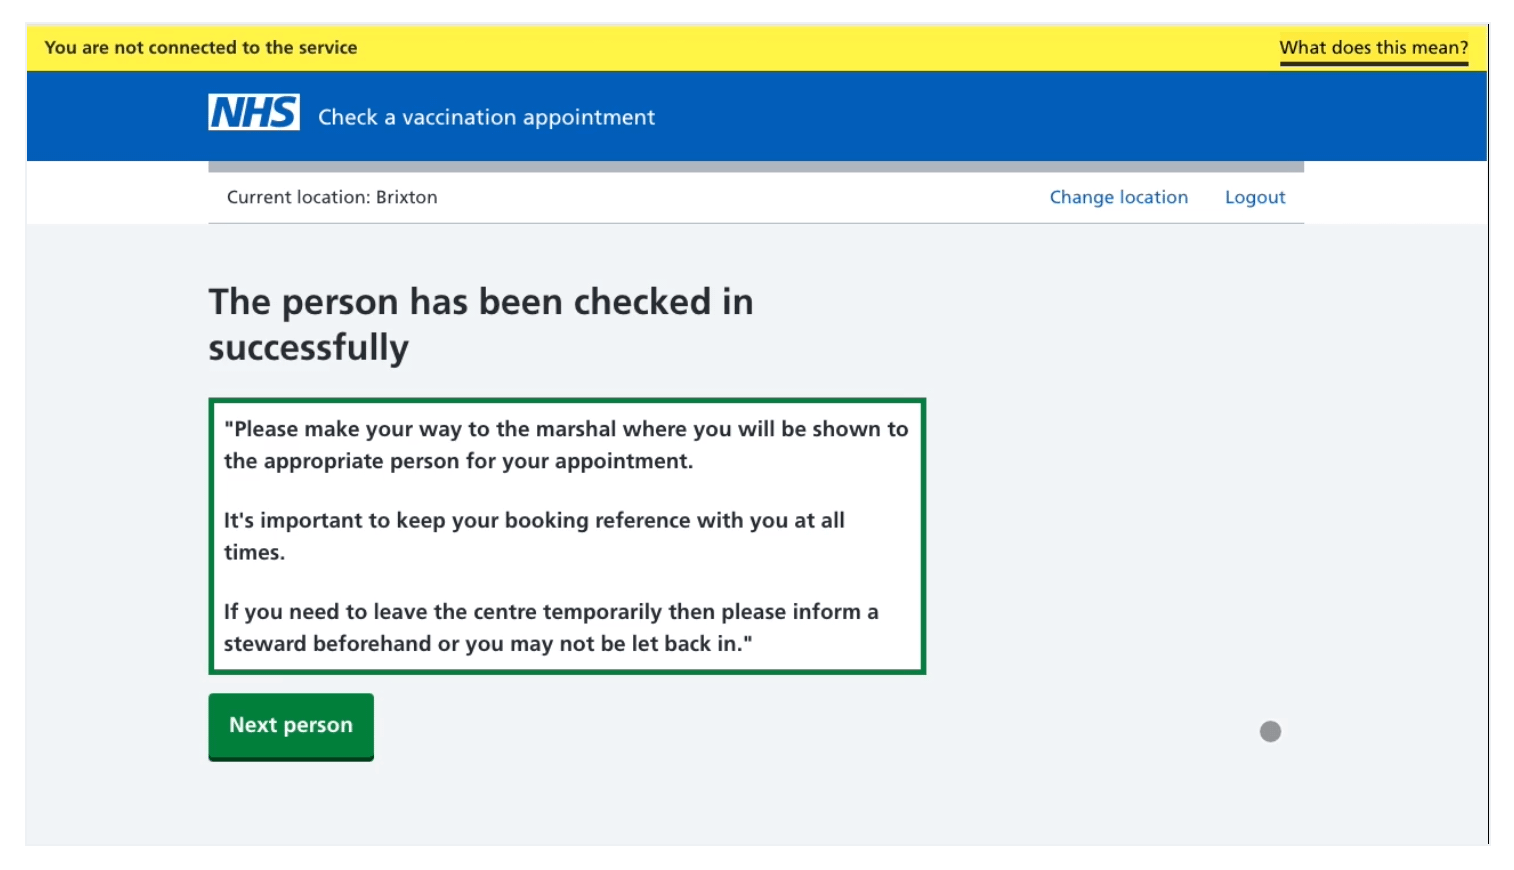 You are not connected to the service What does this mean?
NHS Check a vaccination appointment
Current location: Brixton Change location Logout
The person has been checked in
successfully
"Please make your way to the marshal where you will be shown to
the appropriate person for your appointment.
It's important to keep your booking reference with you at all
times.
If you need to leave the centre temporarily then please inform a
steward beforehand or you may not be let back in."
Next person